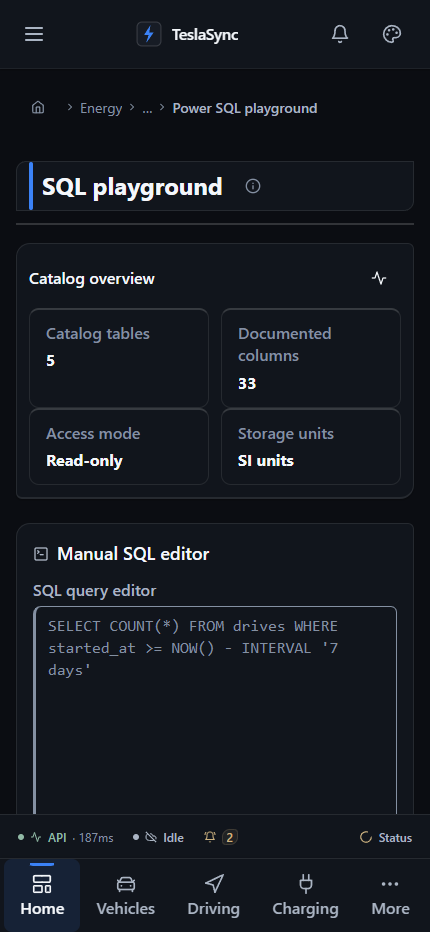 TeslaSync
Energy
...
Power SQL playground
SQL playground
Catalog overview
Catalog tables
5
Documented
columns
33
Access mode
Read-only
Storage units
SI units
Manual SQL editor
SQL query editor
SELECT COUNT(*) FROM drives WHERE
started_at >= NOW() - INTERVAL '7
days'
API · 187ms
Idle
2
Status
Home
Vehicles
Driving
Charging
More